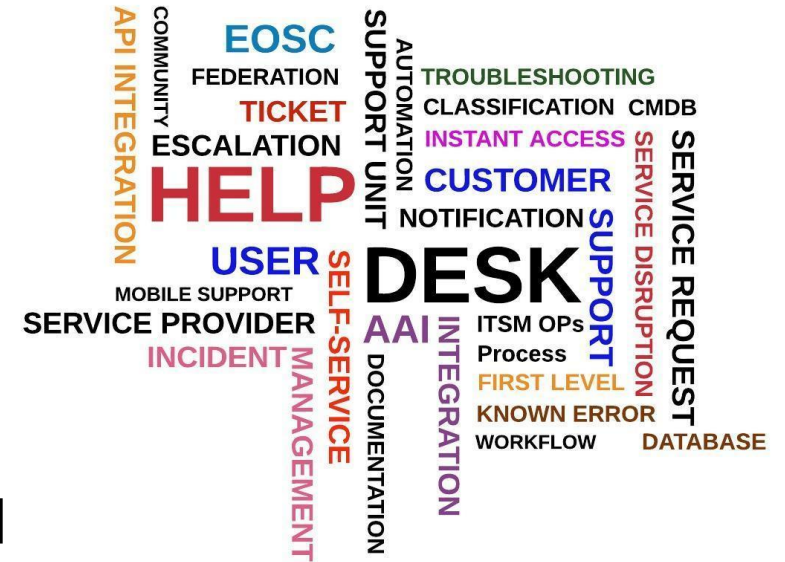 API INTEGRATION
COMMUNITY
EOSC
FEDERATION
TICKET
ESCALATION
HELP
SUPPORT UNIT
AUTOMATION
TROUBLESHOOTING
CLASSIFICATION
CMDB
INSTANT ACCESS
CUSTOMER
NOTIFICATION
SERVICE DISRUPTION
SERVICE REQUEST
USER
SELF-SERVICE
DESK
SUPPORT
MOBILE SUPPORT
SERVICE PROVIDER
AAI
INTEGRATION
ITSM OPs
Process
INCIDENT
MANAGEMENT
DOCUMENTATION
FIRST LEVEL
KNOWN ERROR
WORKFLOW
DATABASE